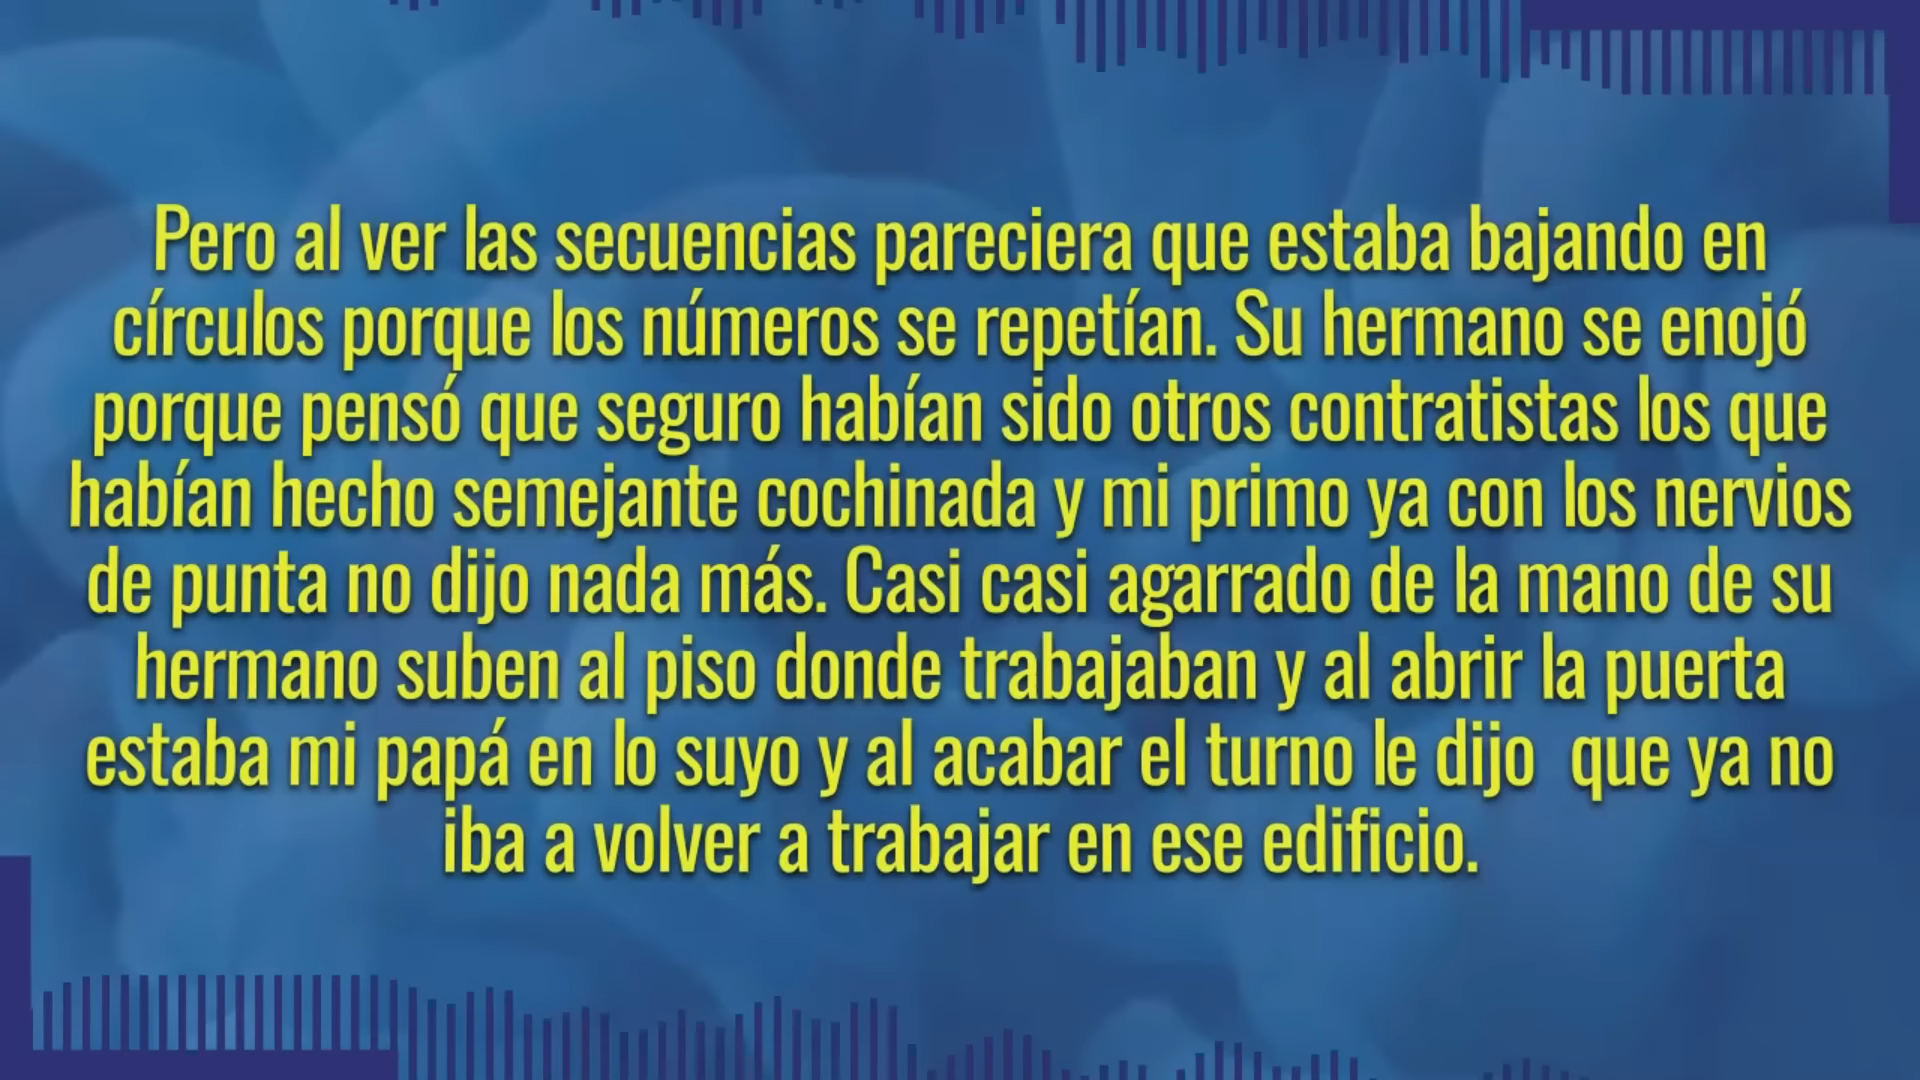 Pero al ver las secuencias pareciera que estaba bajando en
círculos porque los números se repetían. Su hermano se enojó
porque pensó que seguro habían sido otros contratistas los que
habían hecho semejante cochinada y mi primo ya con los nervios
de punta no dijo nada más. Casi casi agarrado de la mano de su
hermano suben al piso donde trabajaban y al abrir la puerta
estaba mi papá en lo suyo y al acabar el turno le dijo  que ya no
iba a volver a trabajar en ese edificio.